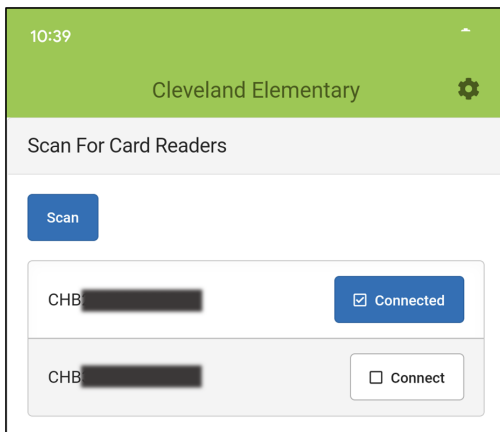 10:39
Cleveland Elementary
Scan For Card Readers
Scan
CHB
Connected
CHB
Connect